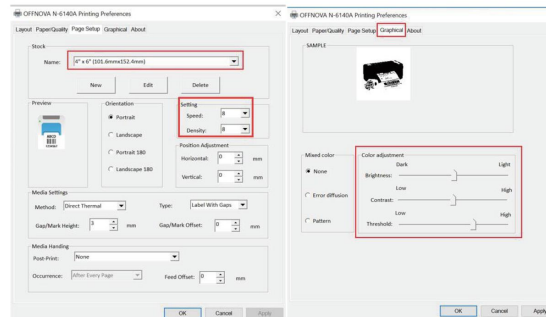 OFFNOVA N-6140A Printing Preferences
Layout Paper/Quality Page Setup Graphical About
Stock
Name: 4" x 6" (101.6mmx152.4mm)
New Edit Delete
Preview
Orientation
Portrait
Landscape
Portrait 180
Landscape 180
Setting
Speed: 8
Density: 8
Position Adjustment
Horizontal: 0 mm
Vertical: 0 mm
Media Settings
Method: Direct Thermal Type: Label With Gaps
Gap/Mark Height: 3 mm Gap/Mark Offset: 0 mm
Media Handing
Post-Print: None
Occurrence: After Every Page Feed Offset: 0 mm
OK Cancel Apply
OFFNOVA N-6140A Printing Preferences
Layout Paper/Quality Page Setup Graphical About
SAMPLE
Mixed color
None
Error diffusion
Pattern
Color adjustment
Dark Light
Brightness:
Low High
Contrast:
Low High
Threshold:
OK Cancel Apply